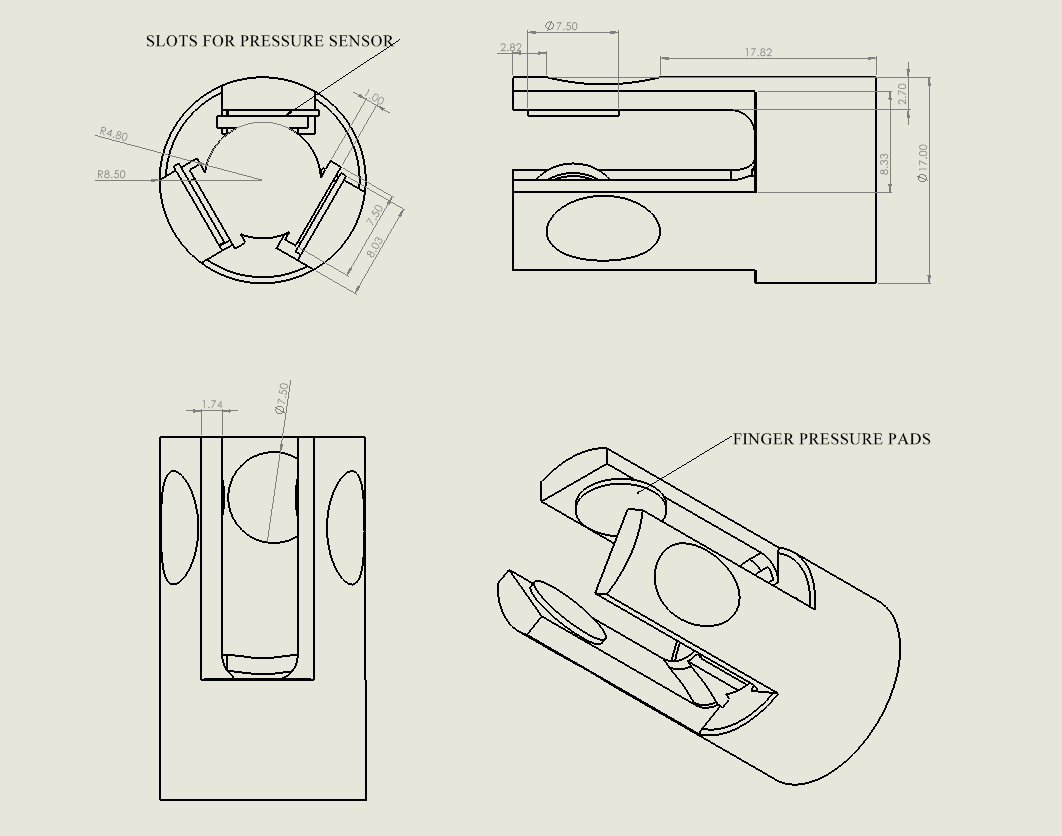 SLOTS FOR PRESSURE SENSOR
1.00
R4.80
R8.50
7.50
8.03
Ø7.50
2.82
17.82
2.70
8.33
Ø17.00
1.74
Ø7.50
FINGER PRESSURE PADS